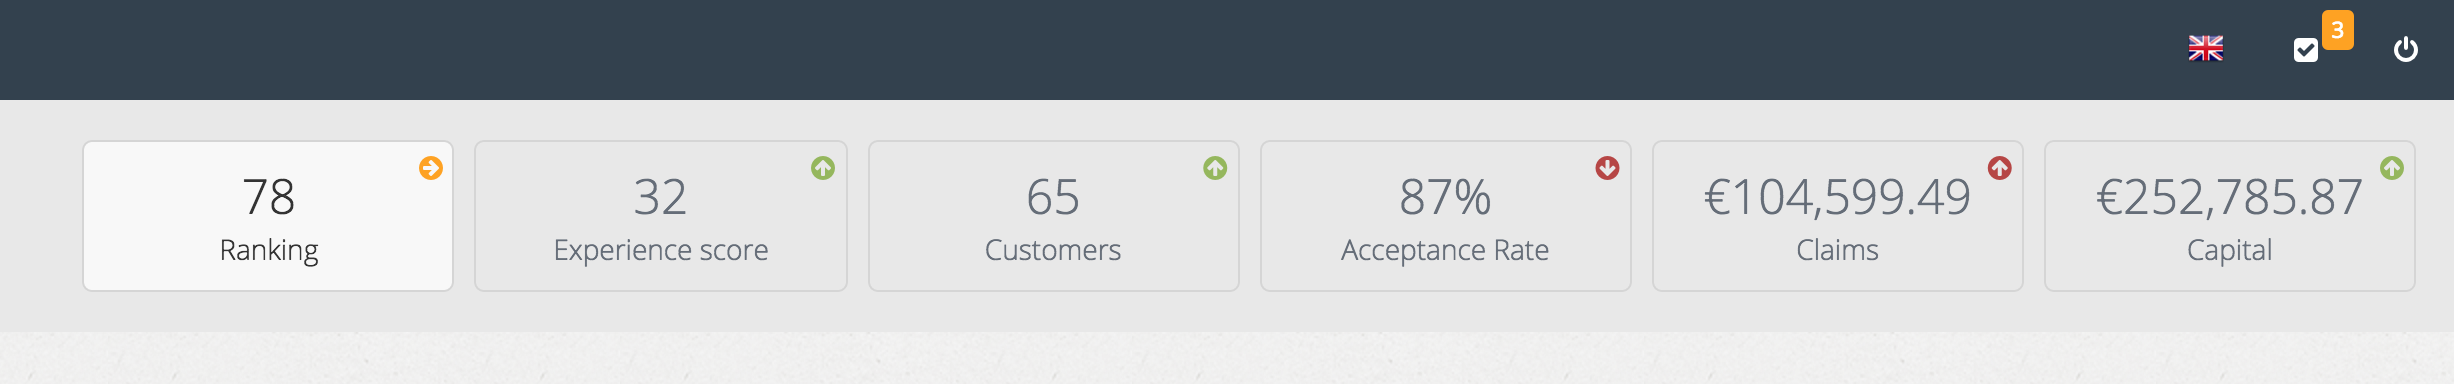 3
78
Ranking
32
Experience score
65
Customers
87%
Acceptance Rate
€104,599.49
Claims
€252,785.87
Capital